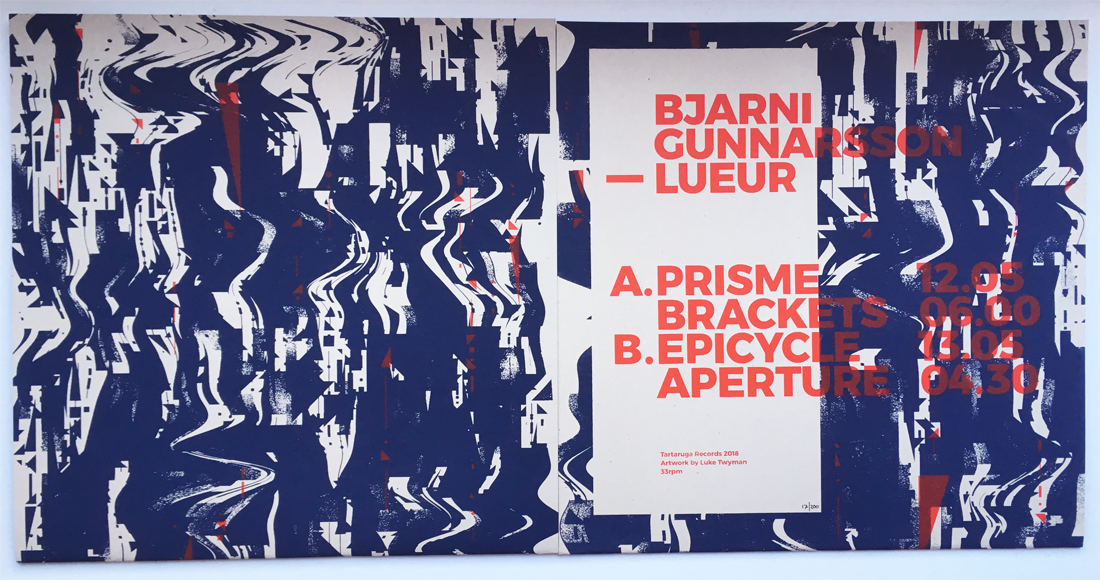 BJARNI
GUNNARSSON
— LUEUR
A. PRISME 12.05
BRACKETS 06.00
B. EPICYCLE 13.05
APERTURE 04.30
Tartaruga Records 2018
Artwork by Luke Twyman
33rpm